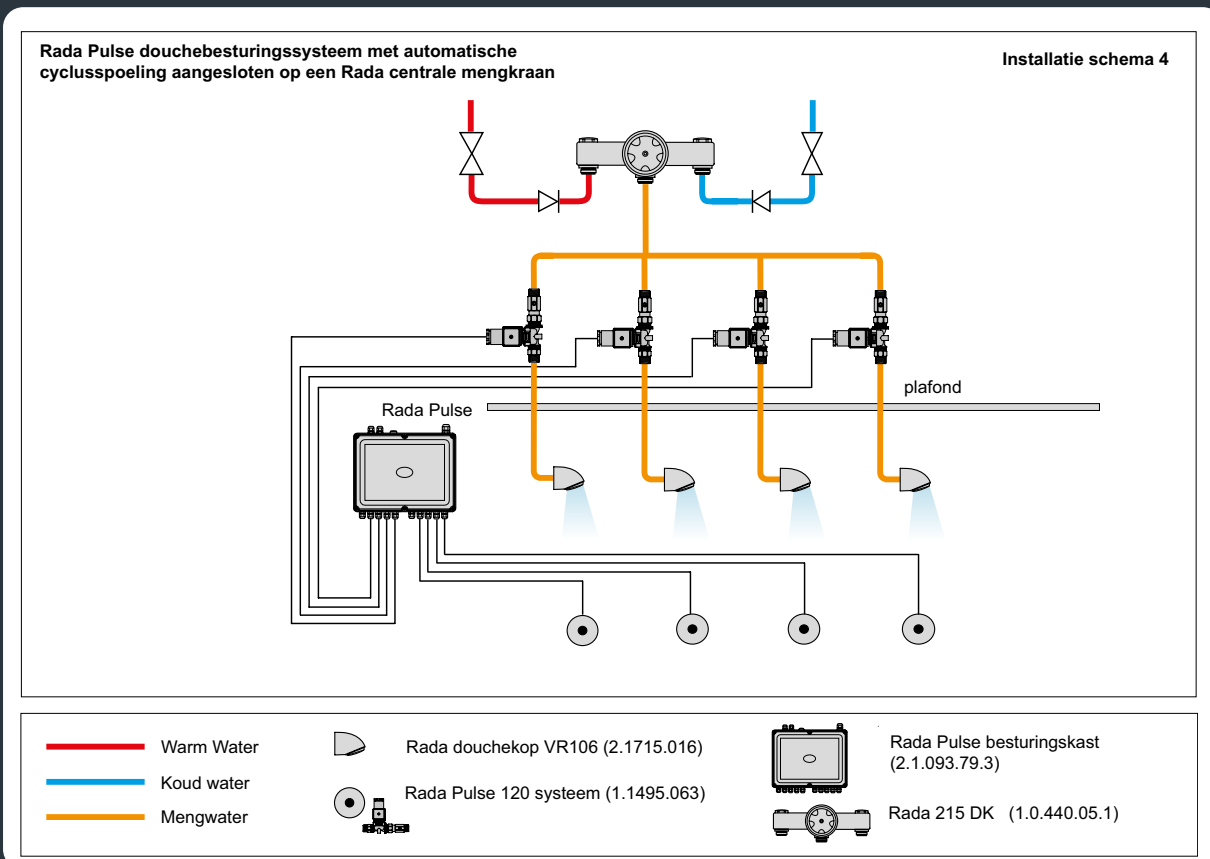 Rada Pulse douchebesturingssysteem met automatische
cyclusspoeling aangesloten op een Rada centrale mengkraan
Installatie schema 4
plafond
Rada Pulse
Warm Water
Koud water
Mengwater
Rada douchekop VR106 (2.1715.016)
Rada Pulse 120 systeem (1.1495.063)
Rada Pulse besturingskast
(2.1.093.79.3)
Rada 215 DK (1.0.440.05.1)